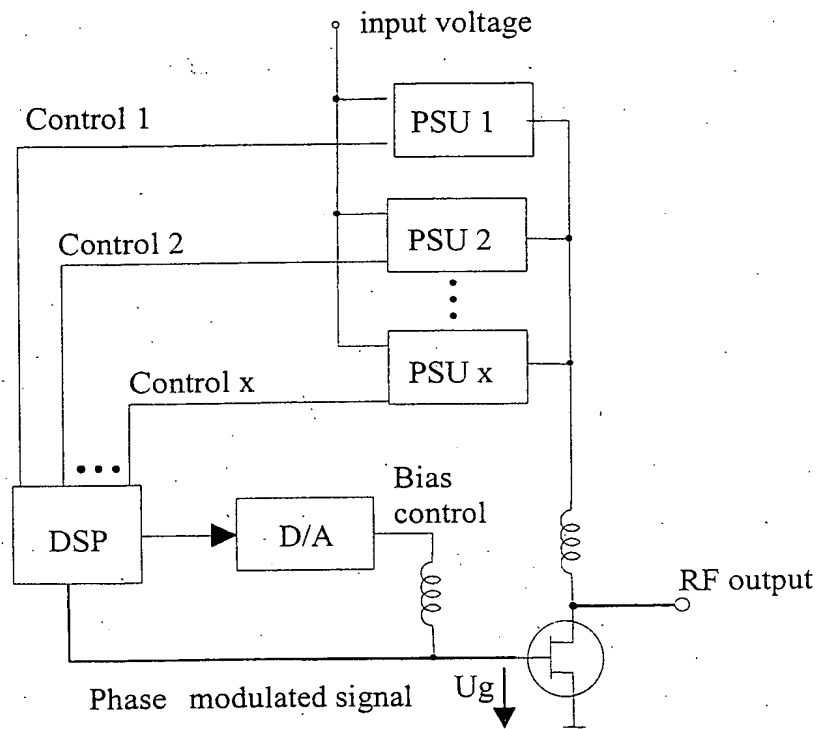 input voltage
PSU 1
Control 1
PSU 2
Control 2
PSU x
Control x
Bias
control
DSP
D/A
RF output
Ug
Phase modulated signal